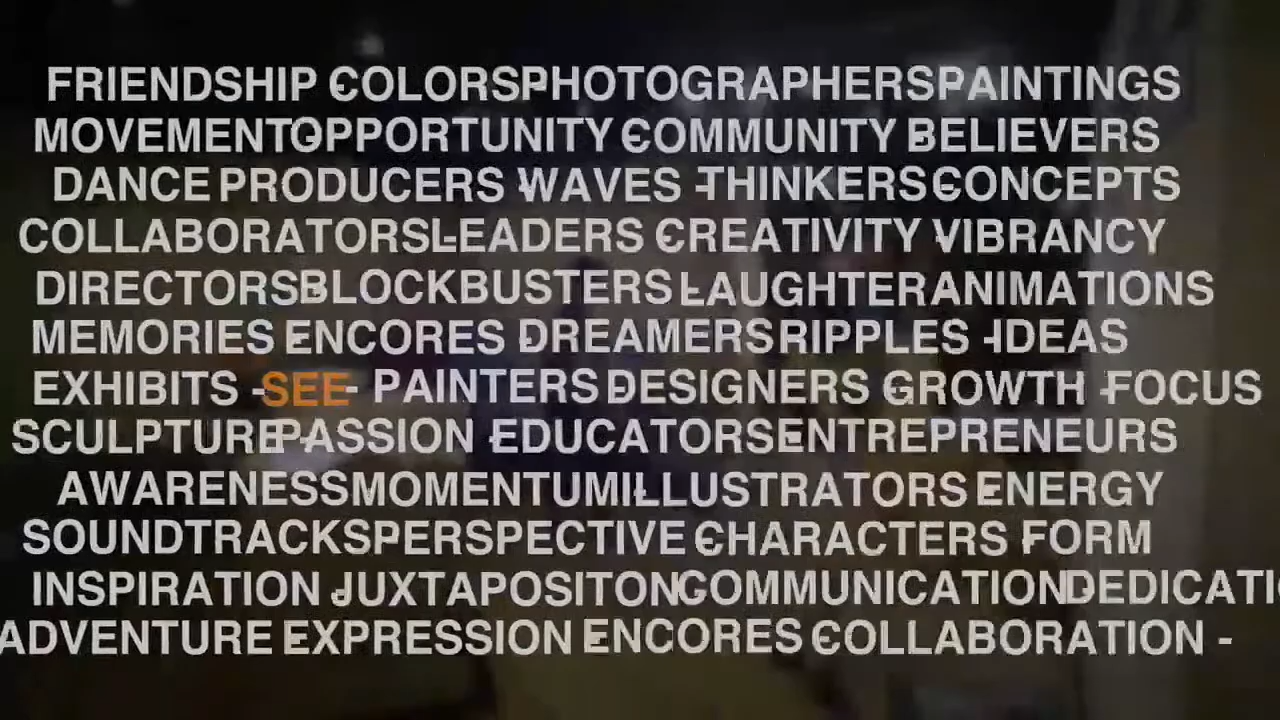 FRIENDSHIP - COLORS - PHOTOGRAPHERS - PAINTINGS
MOVEMENT - OPPORTUNITY - COMMUNITY - BELIEVERS
DANCE - PRODUCERS - WAVES - THINKERS - CONCEPTS
COLLABORATORS - LEADERS - CREATIVITY - VIBRANCY
DIRECTORS - BLOCKBUSTERS - LAUGHTER - ANIMATIONS
MEMORIES - ENCORES - DREAMERS - RIPPLES - IDEAS
EXHIBITS - SEE - PAINTERS - DESIGNERS - GROWTH - FOCUS
SCULPTURE - PASSION - EDUCATORS - ENTREPRENEURS
AWARENESS - MOMENTUM - ILLUSTRATORS - ENERGY
SOUNDTRACKS - PERSPECTIVE - CHARACTERS - FORM
INSPIRATION - JUXTAPOSITON - COMMUNICATION - DEDICATI
ADVENTURE - EXPRESSION - ENCORES - COLLABORATION -